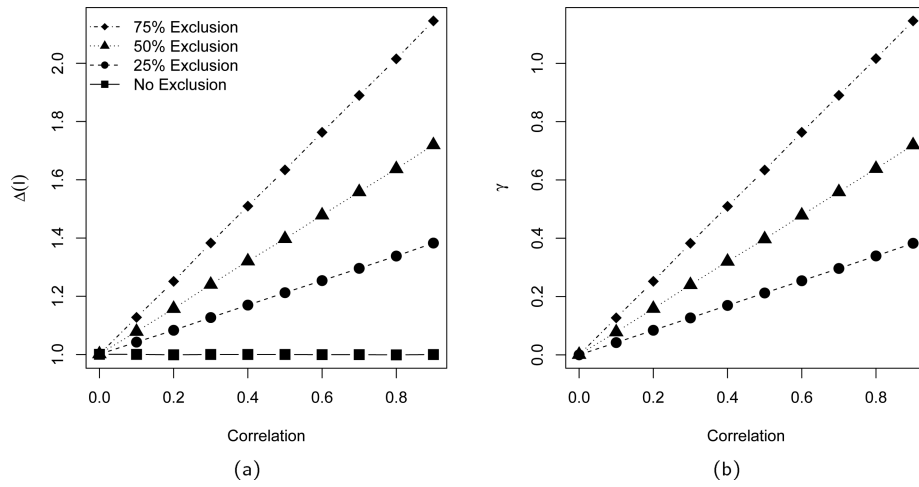 75% Exclusion
50% Exclusion
25% Exclusion
No Exclusion
Δ(I)
2.0
1.8
1.6
1.4
1.2
1.0
0.0 0.2 0.4 0.6 0.8
Correlation
(a)
γ
1.0
0.8
0.6
0.4
0.2
0.0
0.0 0.2 0.4 0.6 0.8
Correlation
(b)